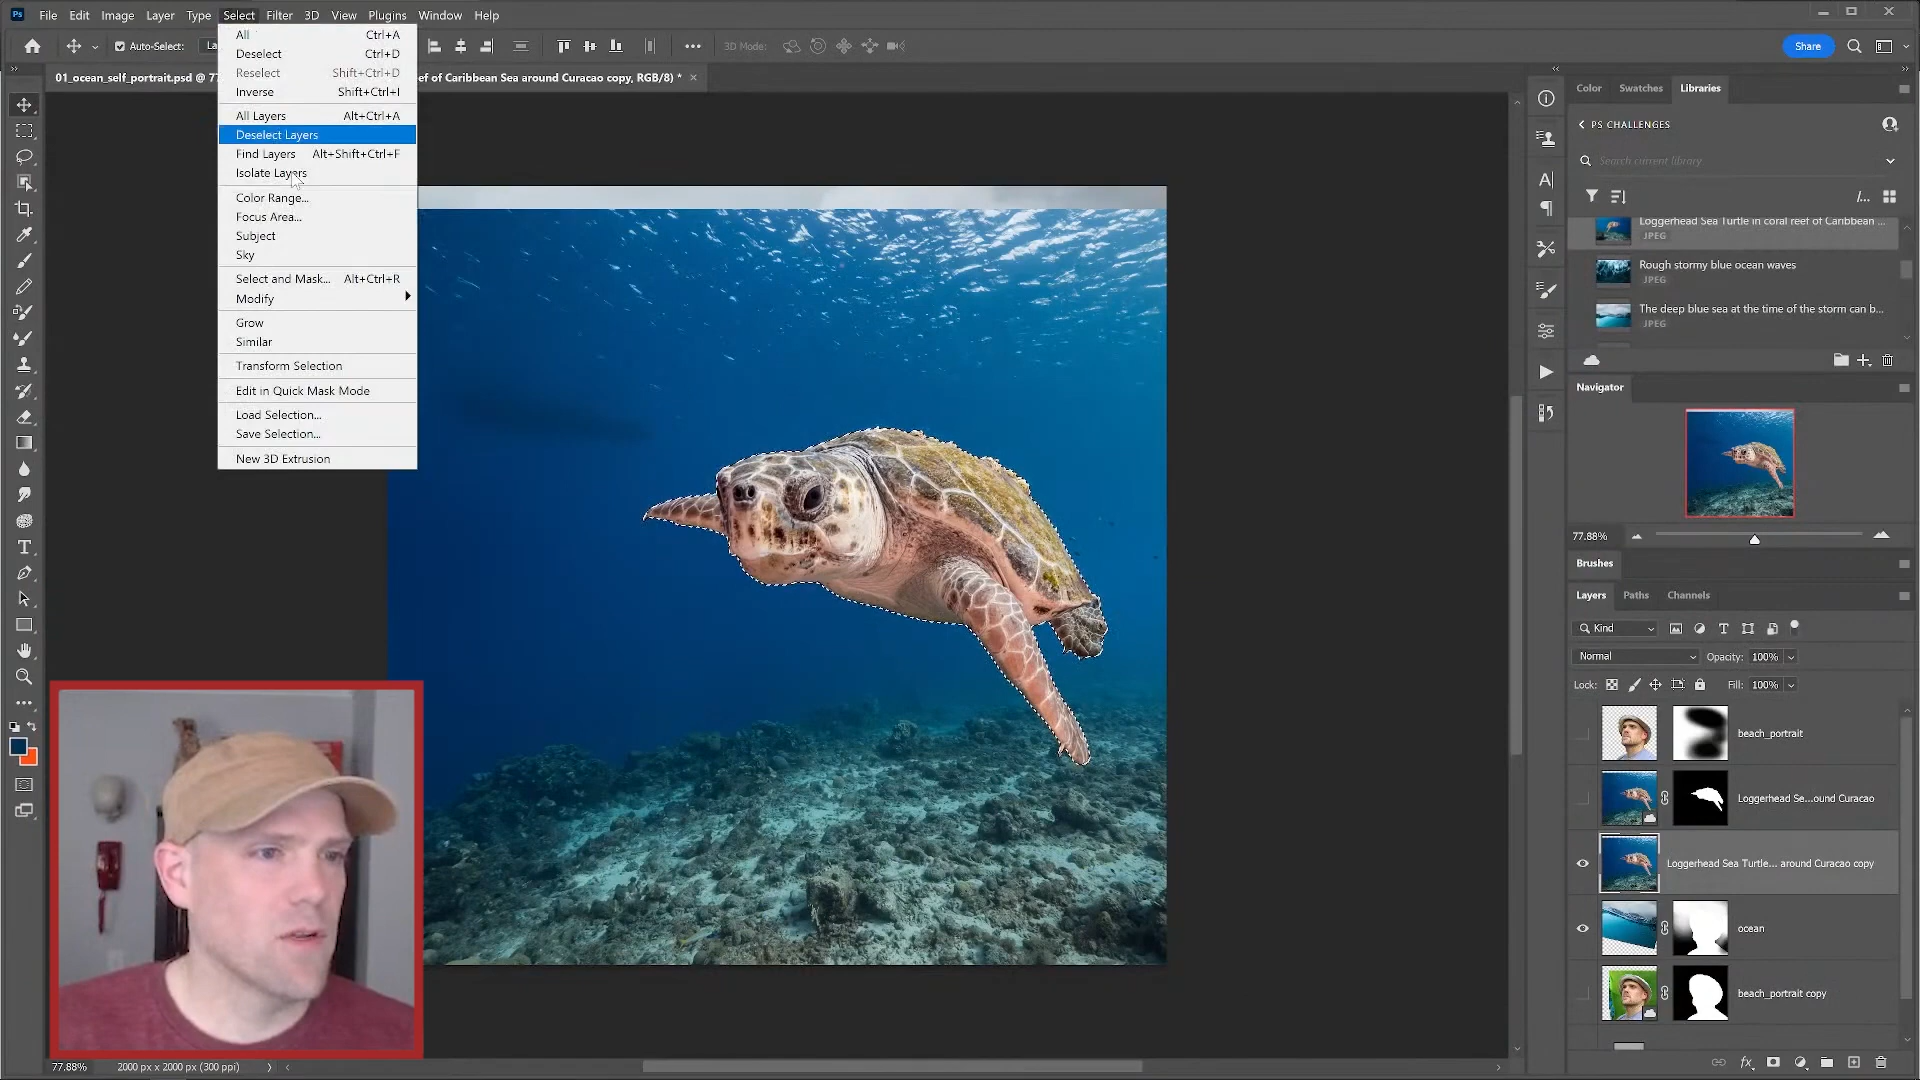 Ps File Edit Image Layer Type Select Filter 3D View Plugins Window Help
Auto-Select: La 3D Mode: Share
01_ocean_self_portrait.psd @ 77 eef of Caribbean Sea around Curacao copy, RGB/8) *
All Ctrl+A
Deselect Ctrl+D
Reselect Shift+Ctrl+D
Inverse Shift+Ctrl+I
All Layers Alt+Ctrl+A
Deselect Layers
Find Layers Alt+Shift+Ctrl+F
Isolate Layers
Color Range...
Focus Area...
Subject
Sky
Select and Mask... Alt+Ctrl+R
Modify
Grow
Similar
Transform Selection
Edit in Quick Mask Mode
Load Selection...
Save Selection...
New 3D Extrusion
Color Swatches Libraries
PS CHALLENGES
Search current library
Loggerhead Sea Turtle in coral reef of Caribbean ...
JPEG
Rough stormy blue ocean waves
JPEG
The deep blue sea at the time of the storm can b...
JPEG
Navigator
77.88%
Brushes
Layers Paths Channels
Kind
Normal Opacity: 100%
Lock: Fill: 100%
beach_portrait
Loggerhead Se...ound Curacao
Loggerhead Sea Turtle... around Curacao copy
ocean
beach_portrait copy
77.88% 2000 px x 2000 px (300 ppi)